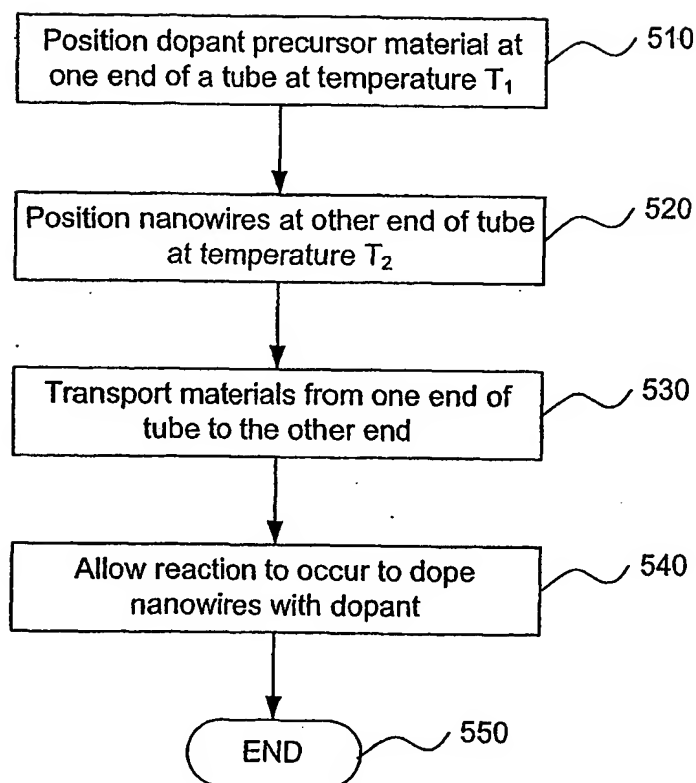 Position dopant precursor material at
one end of a tube at temperature T₁
510
Position nanowires at other end of tube
at temperature T₂
520
Transport materials from one end of
tube to the other end
530
Allow reaction to occur to dope
nanowires with dopant
540
END
550